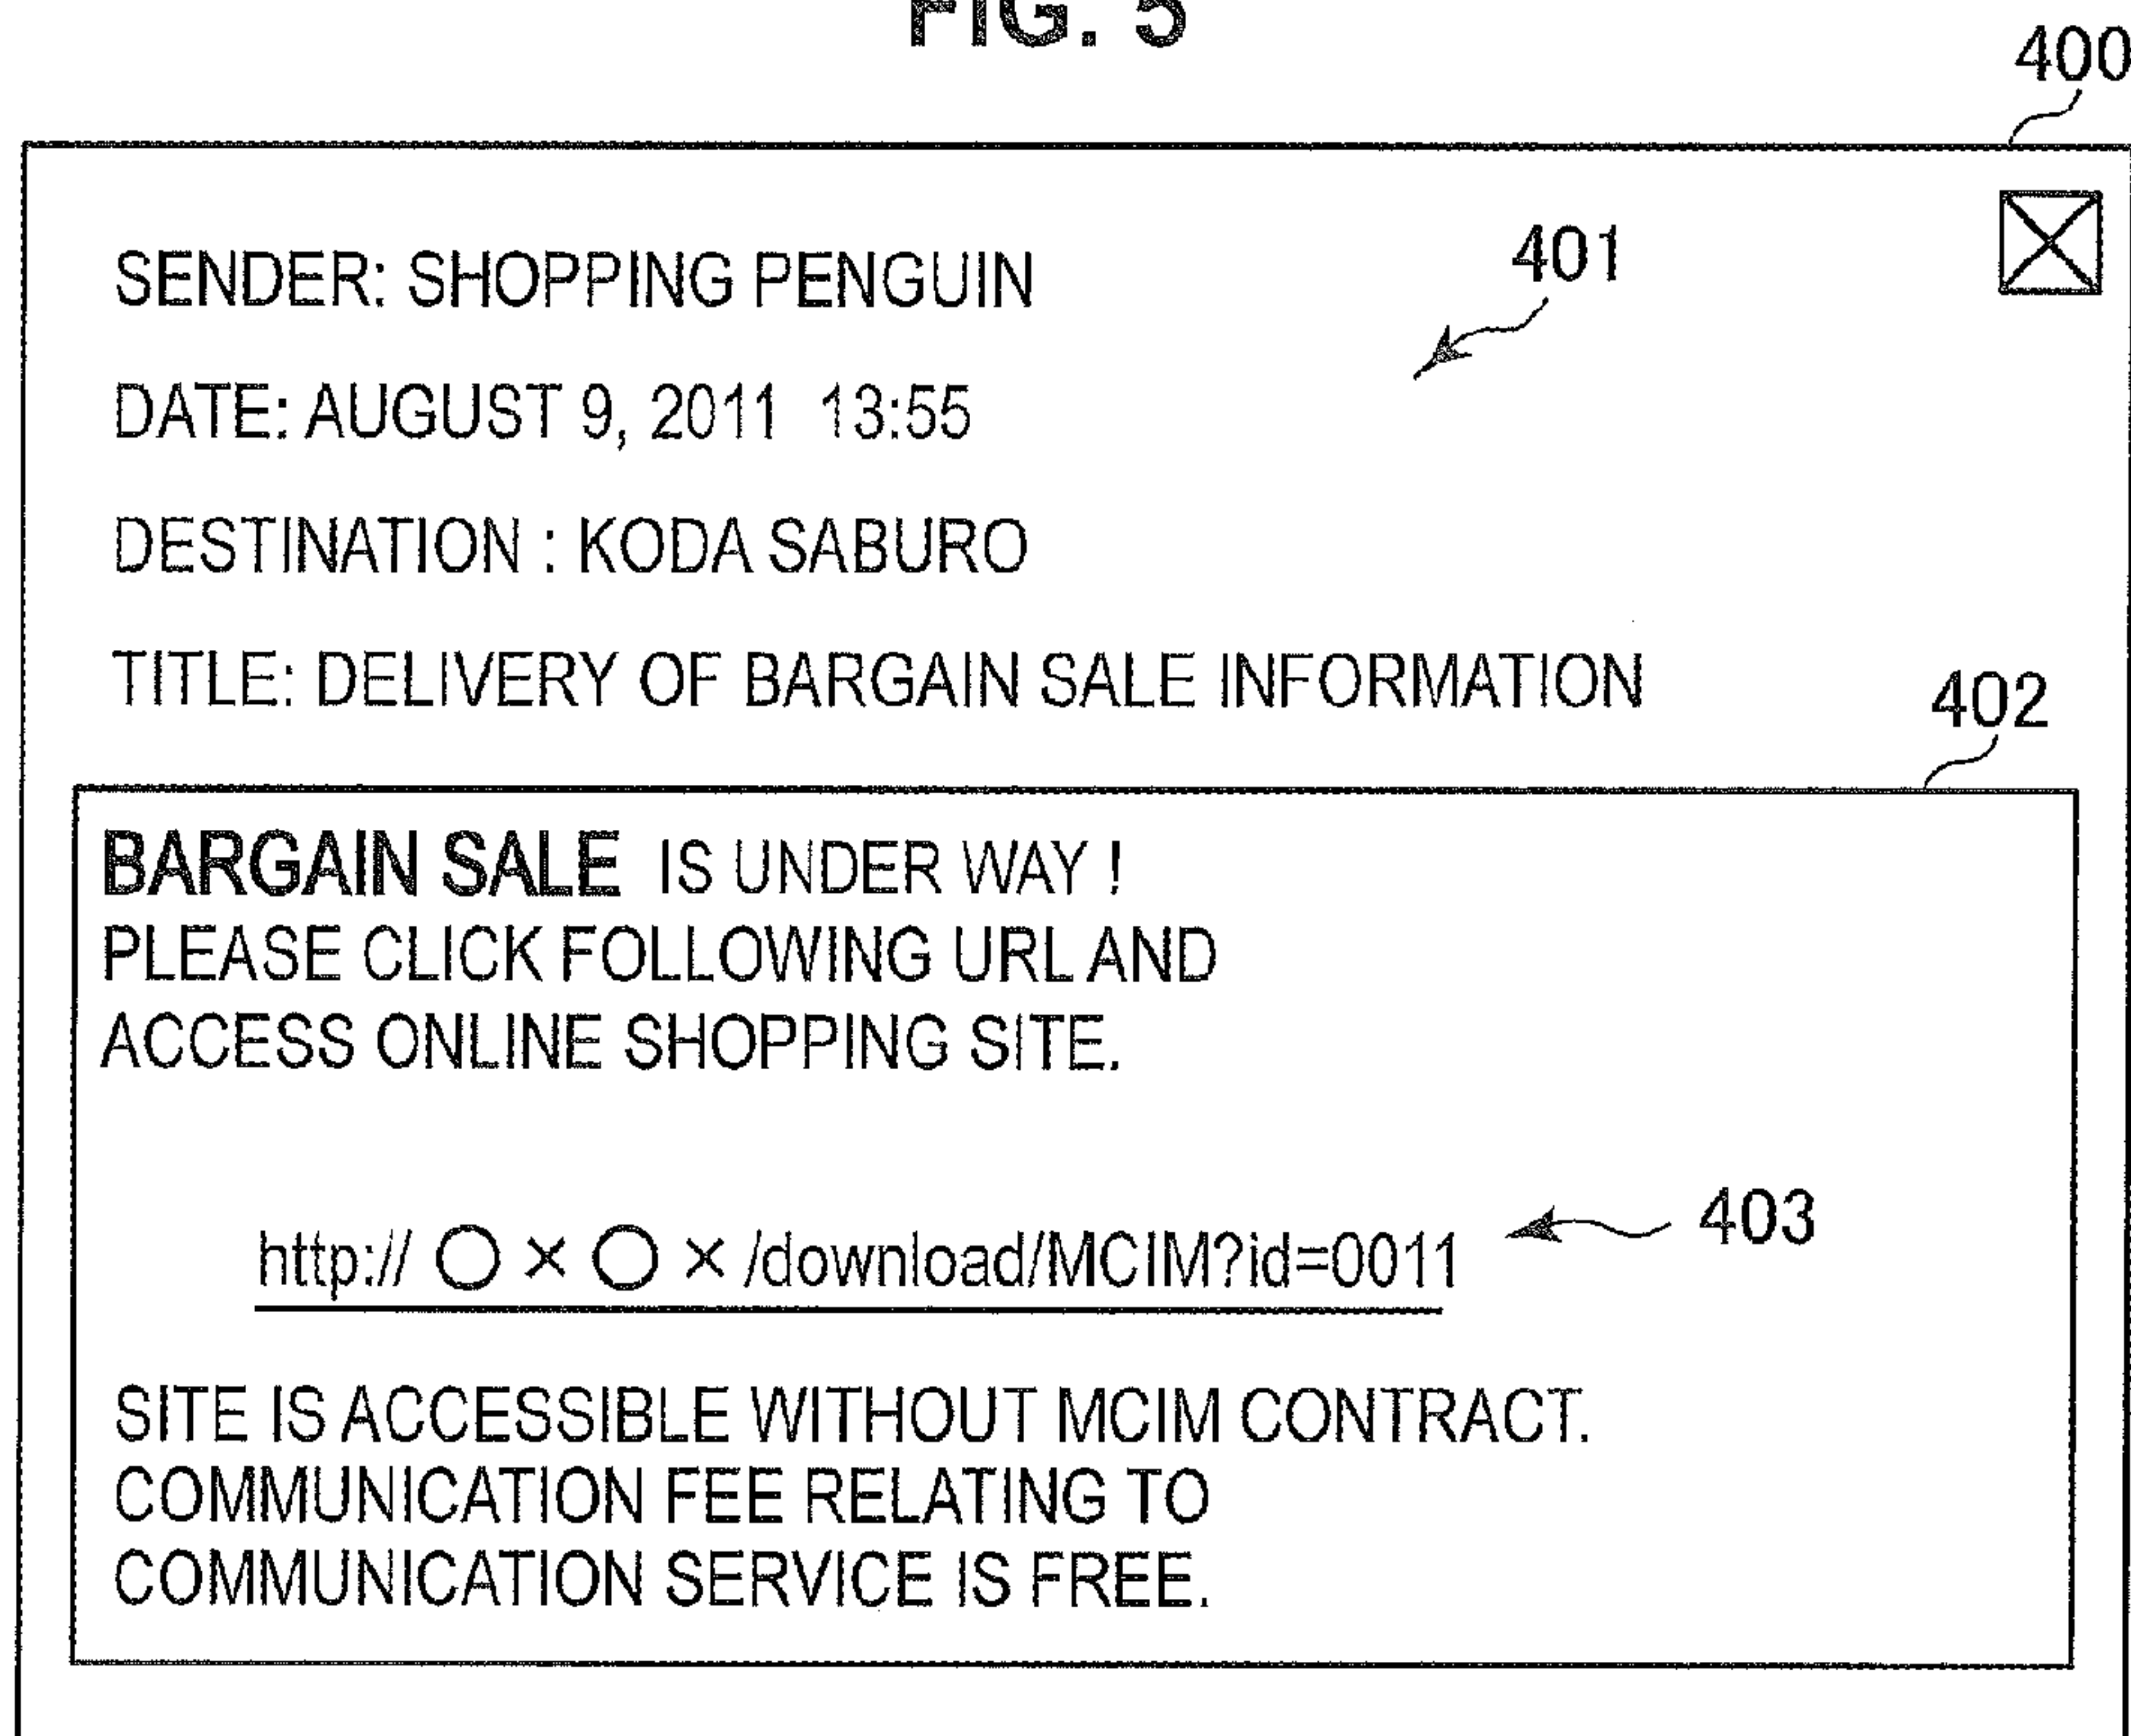 FIG. 5
400
SENDER: SHOPPING PENGUIN
401
DATE: AUGUST 9, 2011 13:55
DESTINATION : KODA SABURO
TITLE: DELIVERY OF BARGAIN SALE INFORMATION
402
BARGAIN SALE IS UNDER WAY !
PLEASE CLICK FOLLOWING URL AND
ACCESS ONLINE SHOPPING SITE.
http:// ○ × ○ × /download/MCIM?id=0011
403
SITE IS ACCESSIBLE WITHOUT MCIM CONTRACT.
COMMUNICATION FEE RELATING TO
COMMUNICATION SERVICE IS FREE.